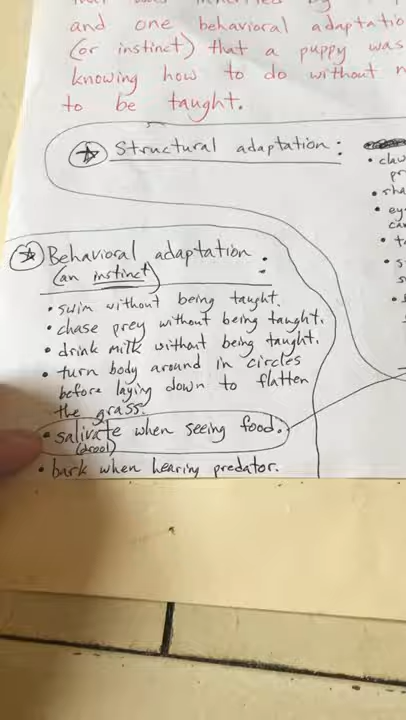 and one behavioral
(or instinct) that a puppy was
knowing how to do without
to be taught.
Structural adaptation :
Behavioral adaptation :
(an instinct)
• swim without being taught.
• chase prey without being taught.
• drink milk without being taught.
• turn body around in circles
before laying down to flatten
the grass.
• salivate when seeing food.
(drool)
• bark when hearing predator.